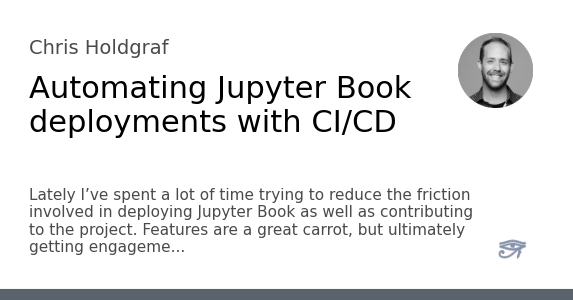 Chris Holdgraf
Automating Jupyter Book
deployments with CI/CD
Lately I’ve spent a lot of time trying to reduce the friction
involved in deploying Jupyter Book as well as contributing
to the project. Features are a great carrot, but ultimately
getting engageme...